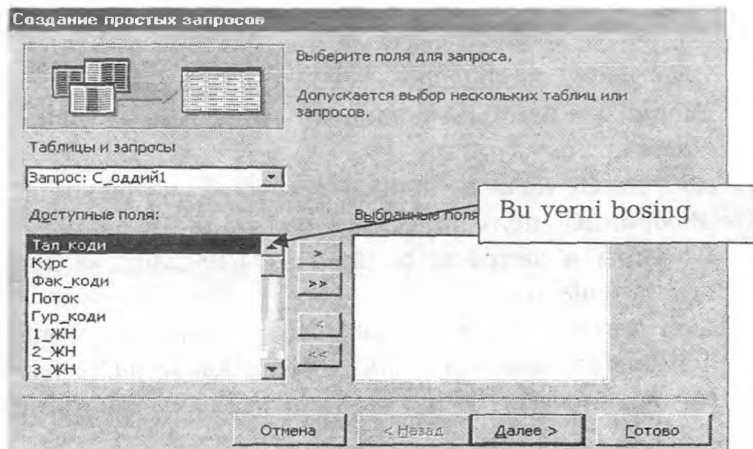 Создание простых запросов
Выберите поля для запроса.
Допускается выбор нескольких таблиц или
запросов.
Таблицы и запросы
Запрос: С_оддий1
Доступные поля:
Выбранные поля
Bu yerni bosing
Тал_коди
Курс
Фак_коди
Поток
Гур_коди
1_ЖН
2_ЖН
3_ЖН
>
>>
<
<<
Отмена
< Назад
Далее >
Готово